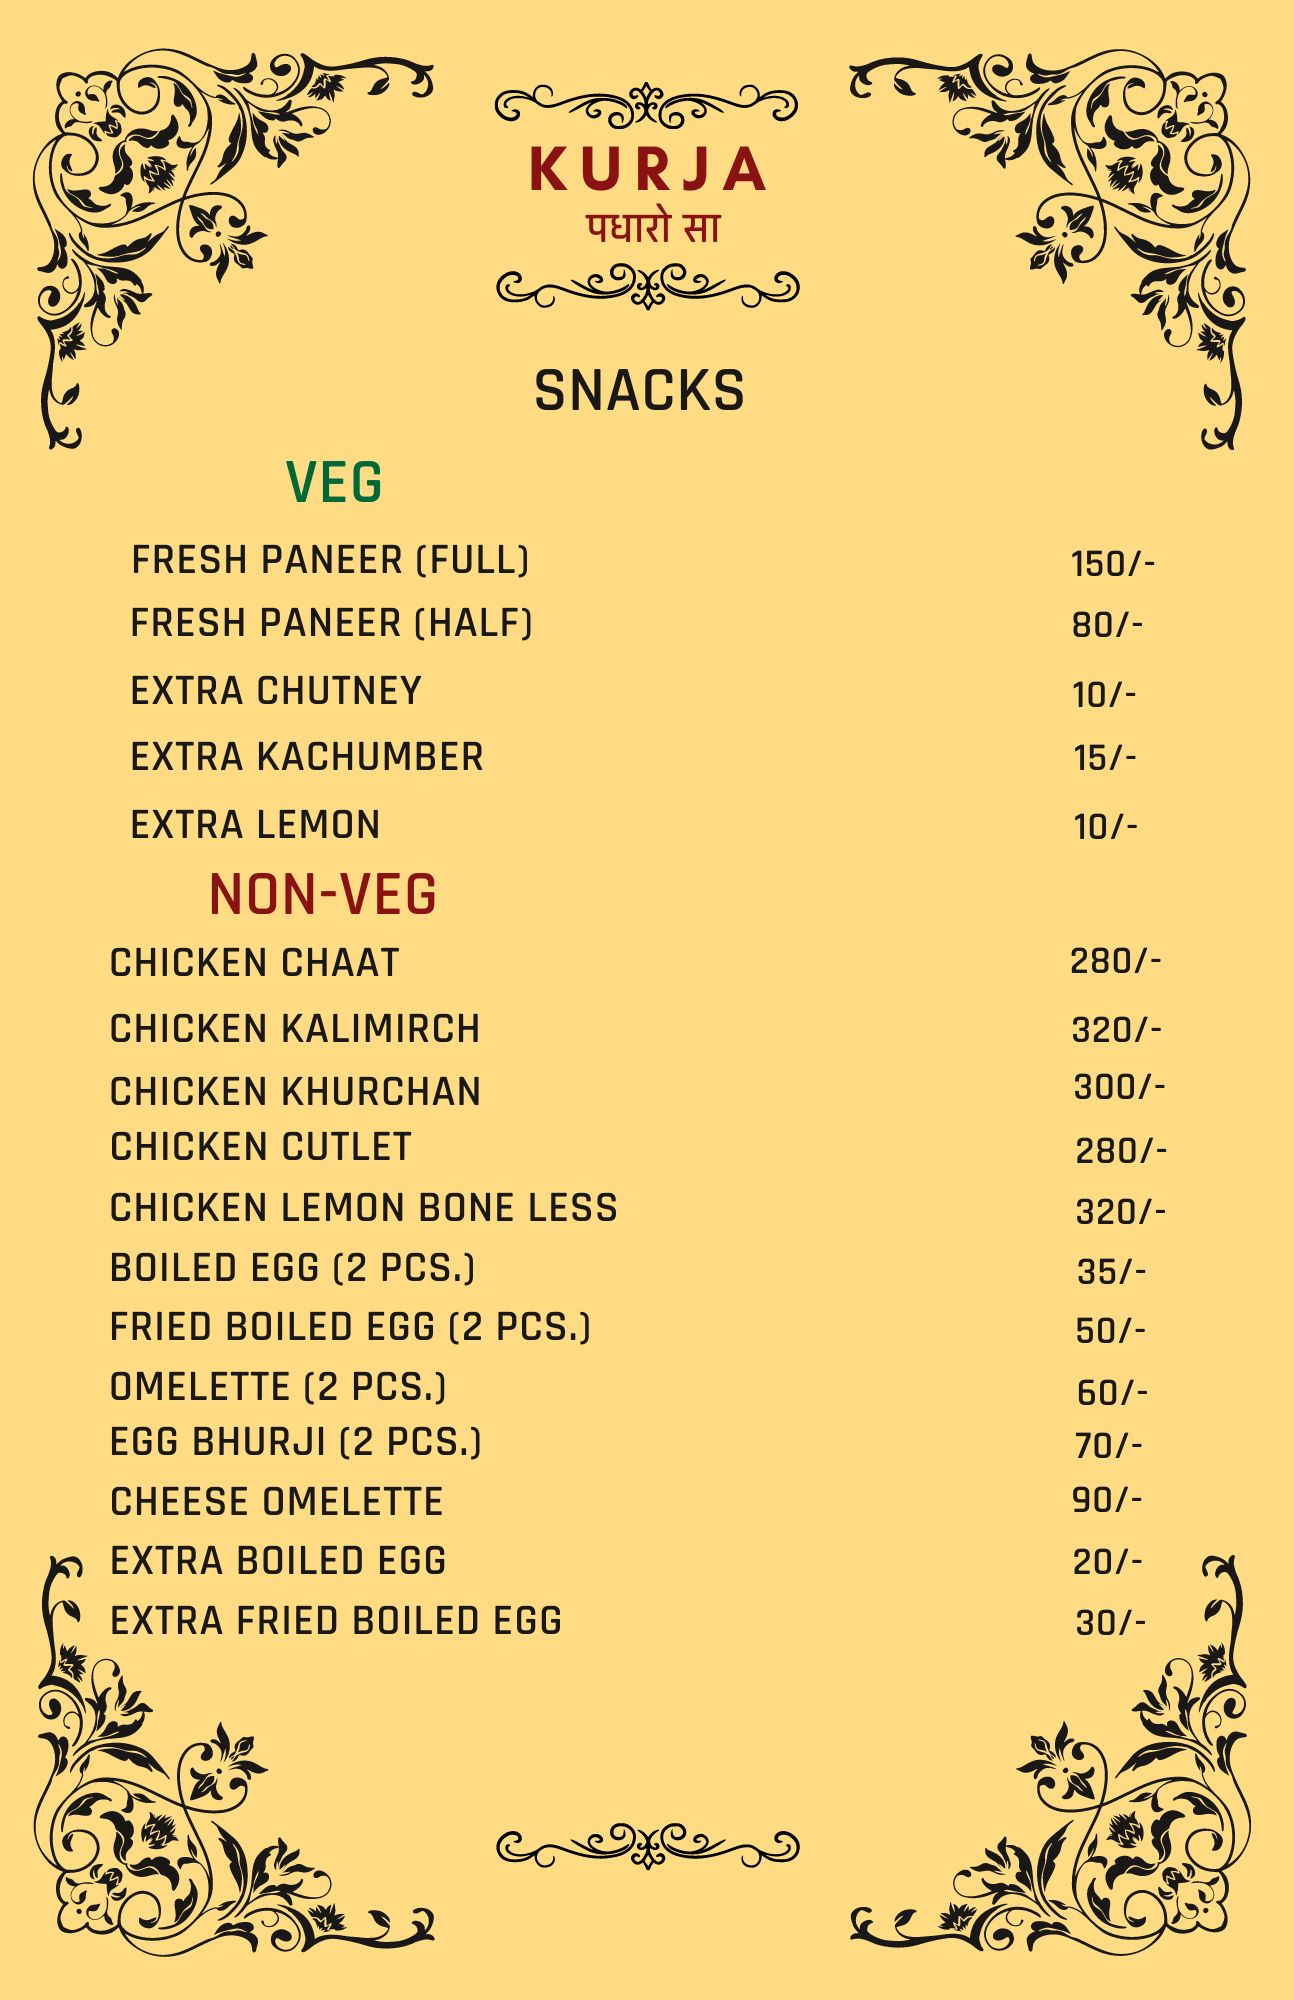 KURJA
पधारो सा
SNACKS
VEG
FRESH PANEER (FULL) 150/-
FRESH PANEER (HALF) 80/-
EXTRA CHUTNEY 10/-
EXTRA KACHUMBER 15/-
EXTRA LEMON 10/-
NON-VEG
CHICKEN CHAAT 280/-
CHICKEN KALIMIRCH 320/-
CHICKEN KHURCHAN 300/-
CHICKEN CUTLET 280/-
CHICKEN LEMON BONE LESS 320/-
BOILED EGG (2 PCS.) 35/-
FRIED BOILED EGG (2 PCS.) 50/-
OMELETTE (2 PCS.) 60/-
EGG BHURJI (2 PCS.) 70/-
CHEESE OMELETTE 90/-
EXTRA BOILED EGG 20/-
EXTRA FRIED BOILED EGG 30/-